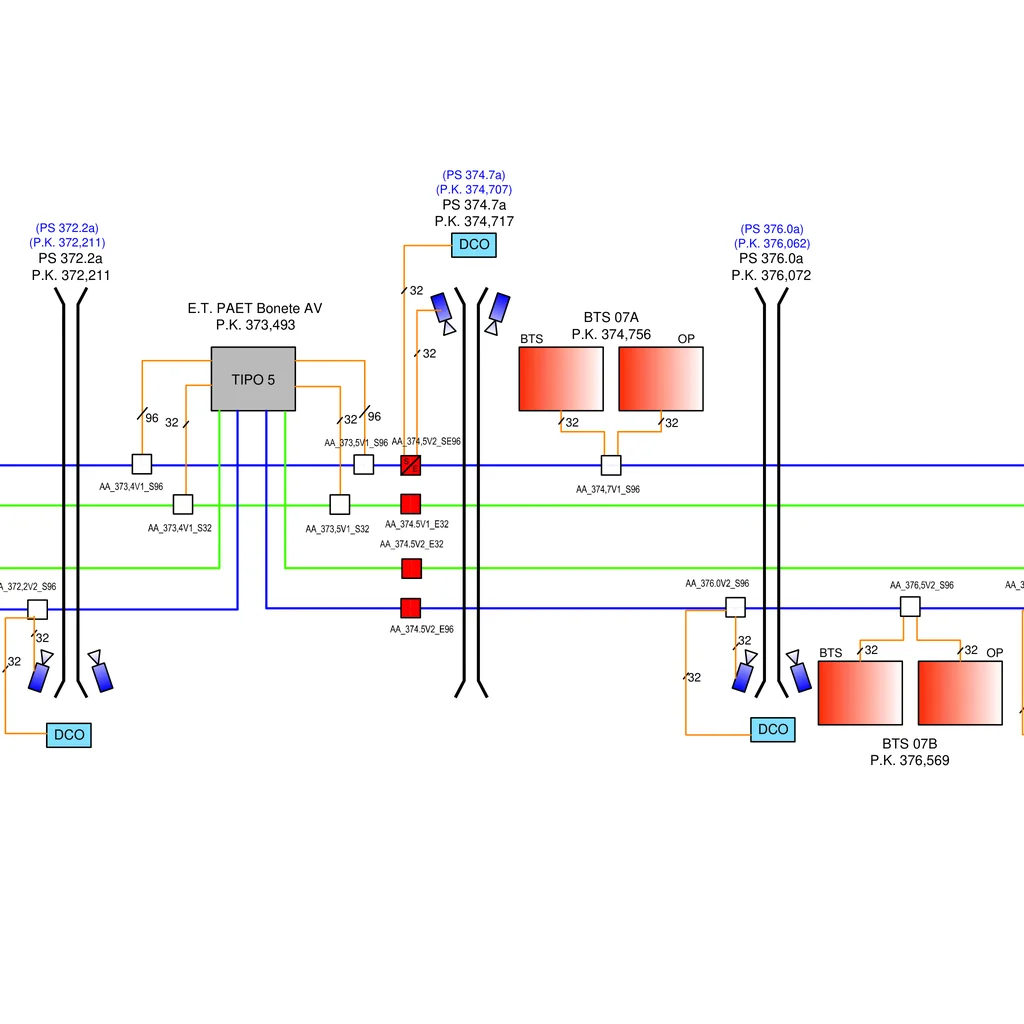 (PS 374.7a)
(P.K. 374,707)
PS 374.7a
P.K. 374,717
DCO
(PS 372.2a)
(P.K. 372,211)
PS 372.2a
P.K. 372,211
(PS 376.0a)
(P.K. 376,062)
PS 376.0a
P.K. 376,072
E.T. PAET Bonete AV
P.K. 373,493
TIPO 5
32
32
BTS 07A
P.K. 374,756
BTS
OP
96
32
32
96
32
32
AA_373,5V1_S96
AA_374,5V2_SE96
AA_373,4V1_S96
AA_374,7V1_S96
AA_373,4V1_S32
AA_373,5V1_S32
AA_374.5V1_E32
AA_374.5V2_E32
A_372,2V2_S96
AA_376.0V2_S96
AA_376,5V2_S96
AA_3
AA_374.5V2_E96
32
32
32
32
BTS
32
32
OP
DCO
DCO
BTS 07B
P.K. 376,569